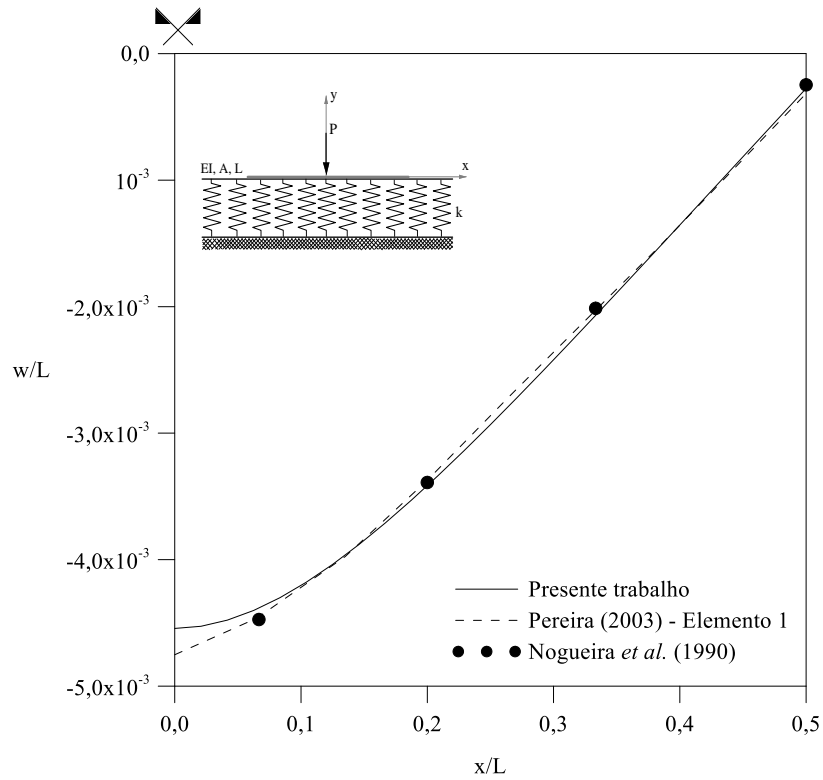 0,0
y
P
EI, A, L
x
k
10⁻³
-2,0x10⁻³
w/L
-3,0x10⁻³
-4,0x10⁻³
-5,0x10⁻³
Presente trabalho
Pereira (2003) - Elemento 1
Nogueira et al. (1990)
0,0 0,1 0,2 0,3 0,4 0,5
x/L